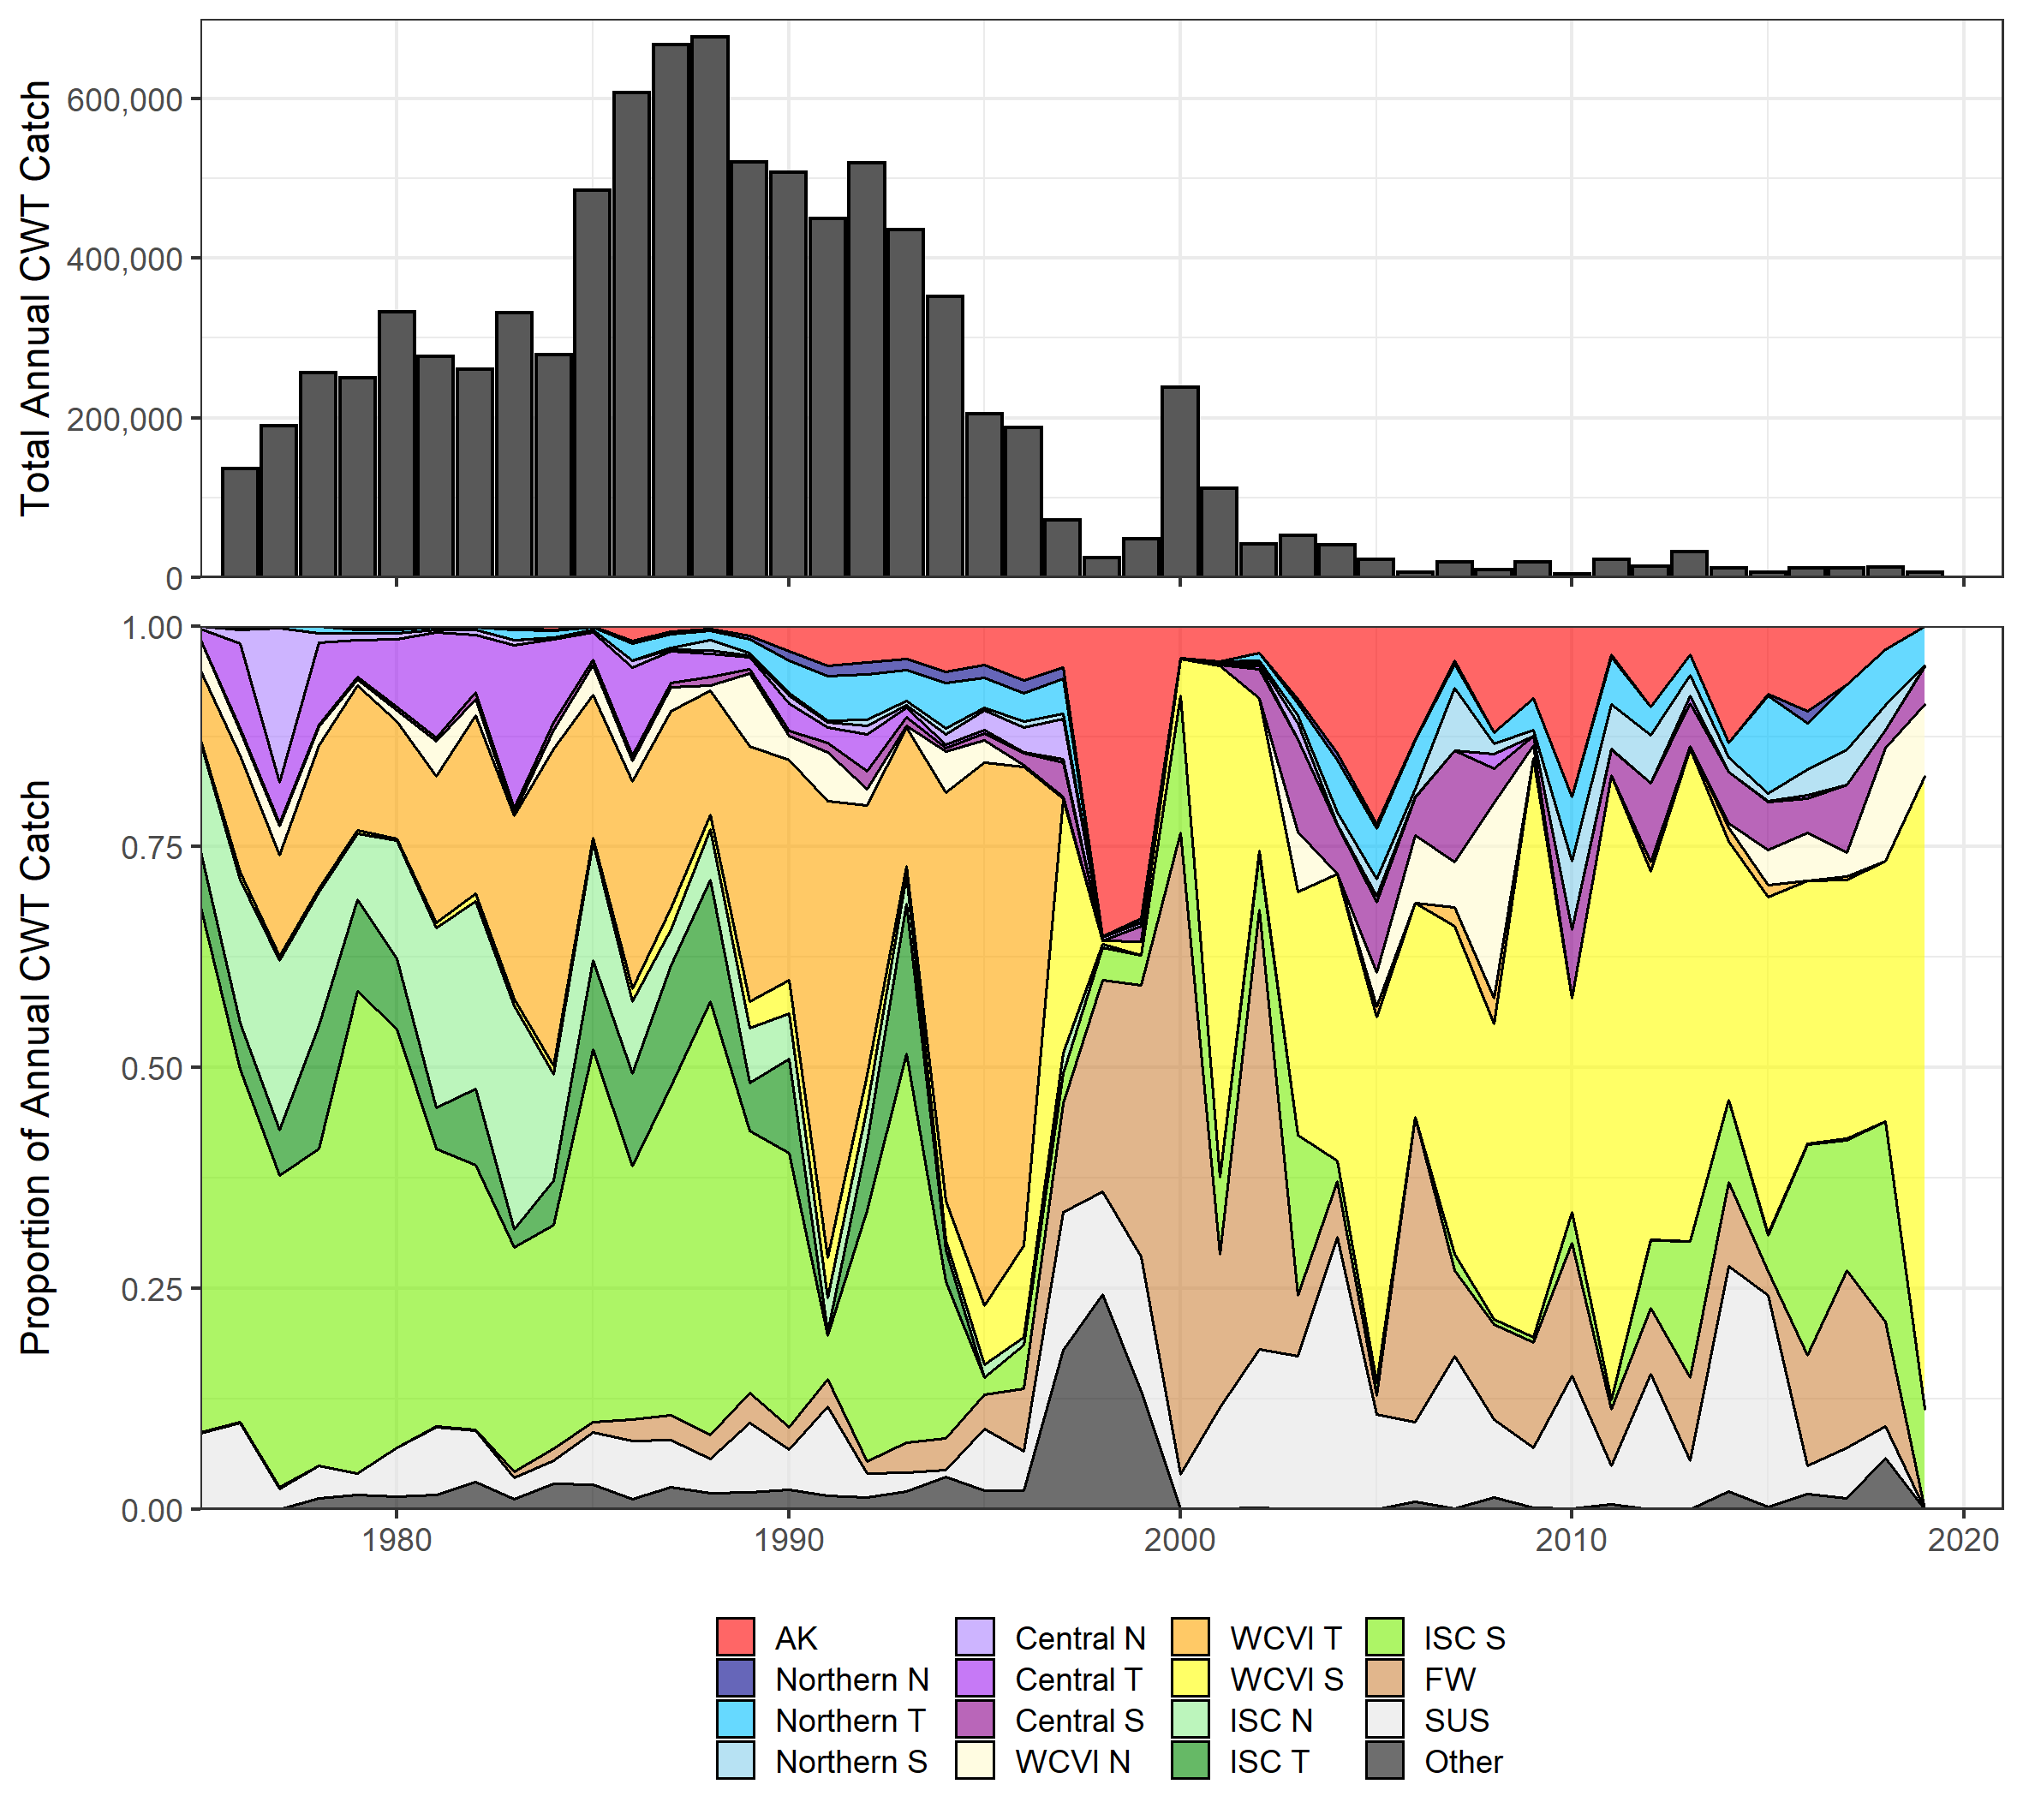 Total Annual CWT Catch
600,000
400,000
200,000
0
Proportion of Annual CWT Catch
1.00
0.75
0.50
0.25
0.00
1980 1990 2000 2010 2020
AK Central N WCVI T ISC S
Northern N Central T WCVI S FW
Northern T Central S ISC N SUS
Northern S WCVI N ISC T Other